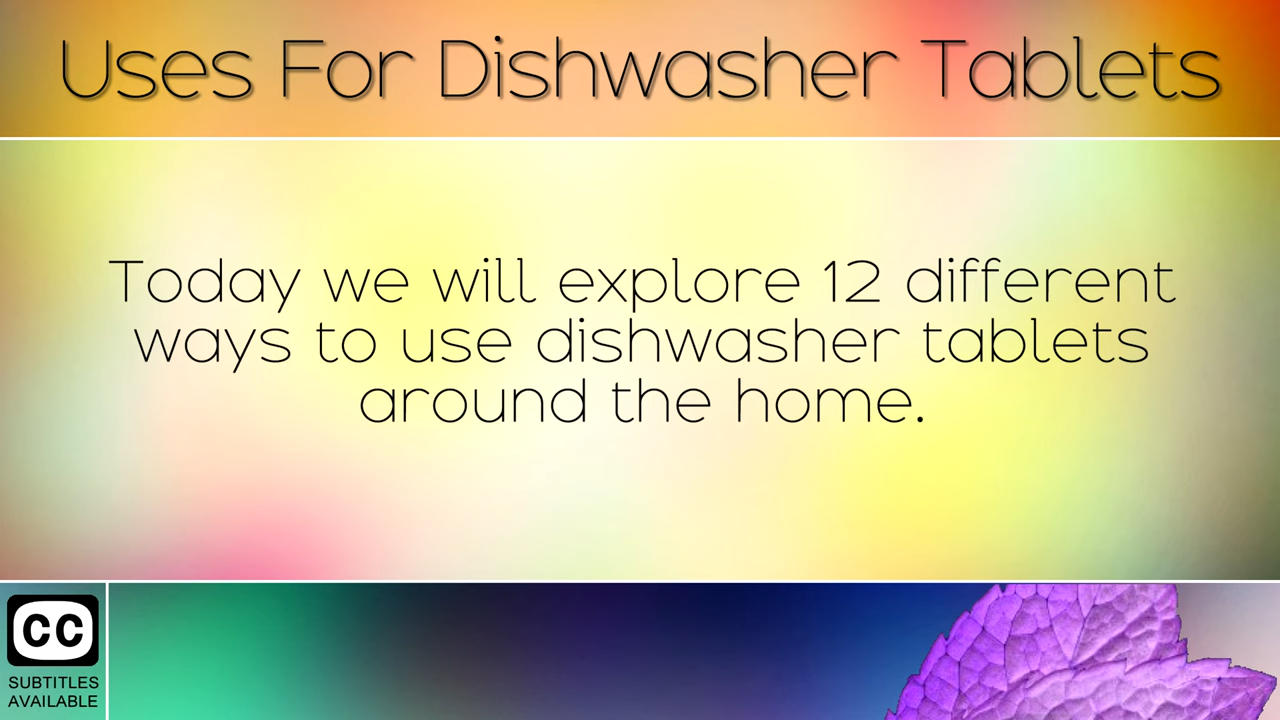 Uses For Dishwasher Tablets
Today we will explore 12 different
ways to use dishwasher tablets
around the home.
CC
SUBTITLES
AVAILABLE